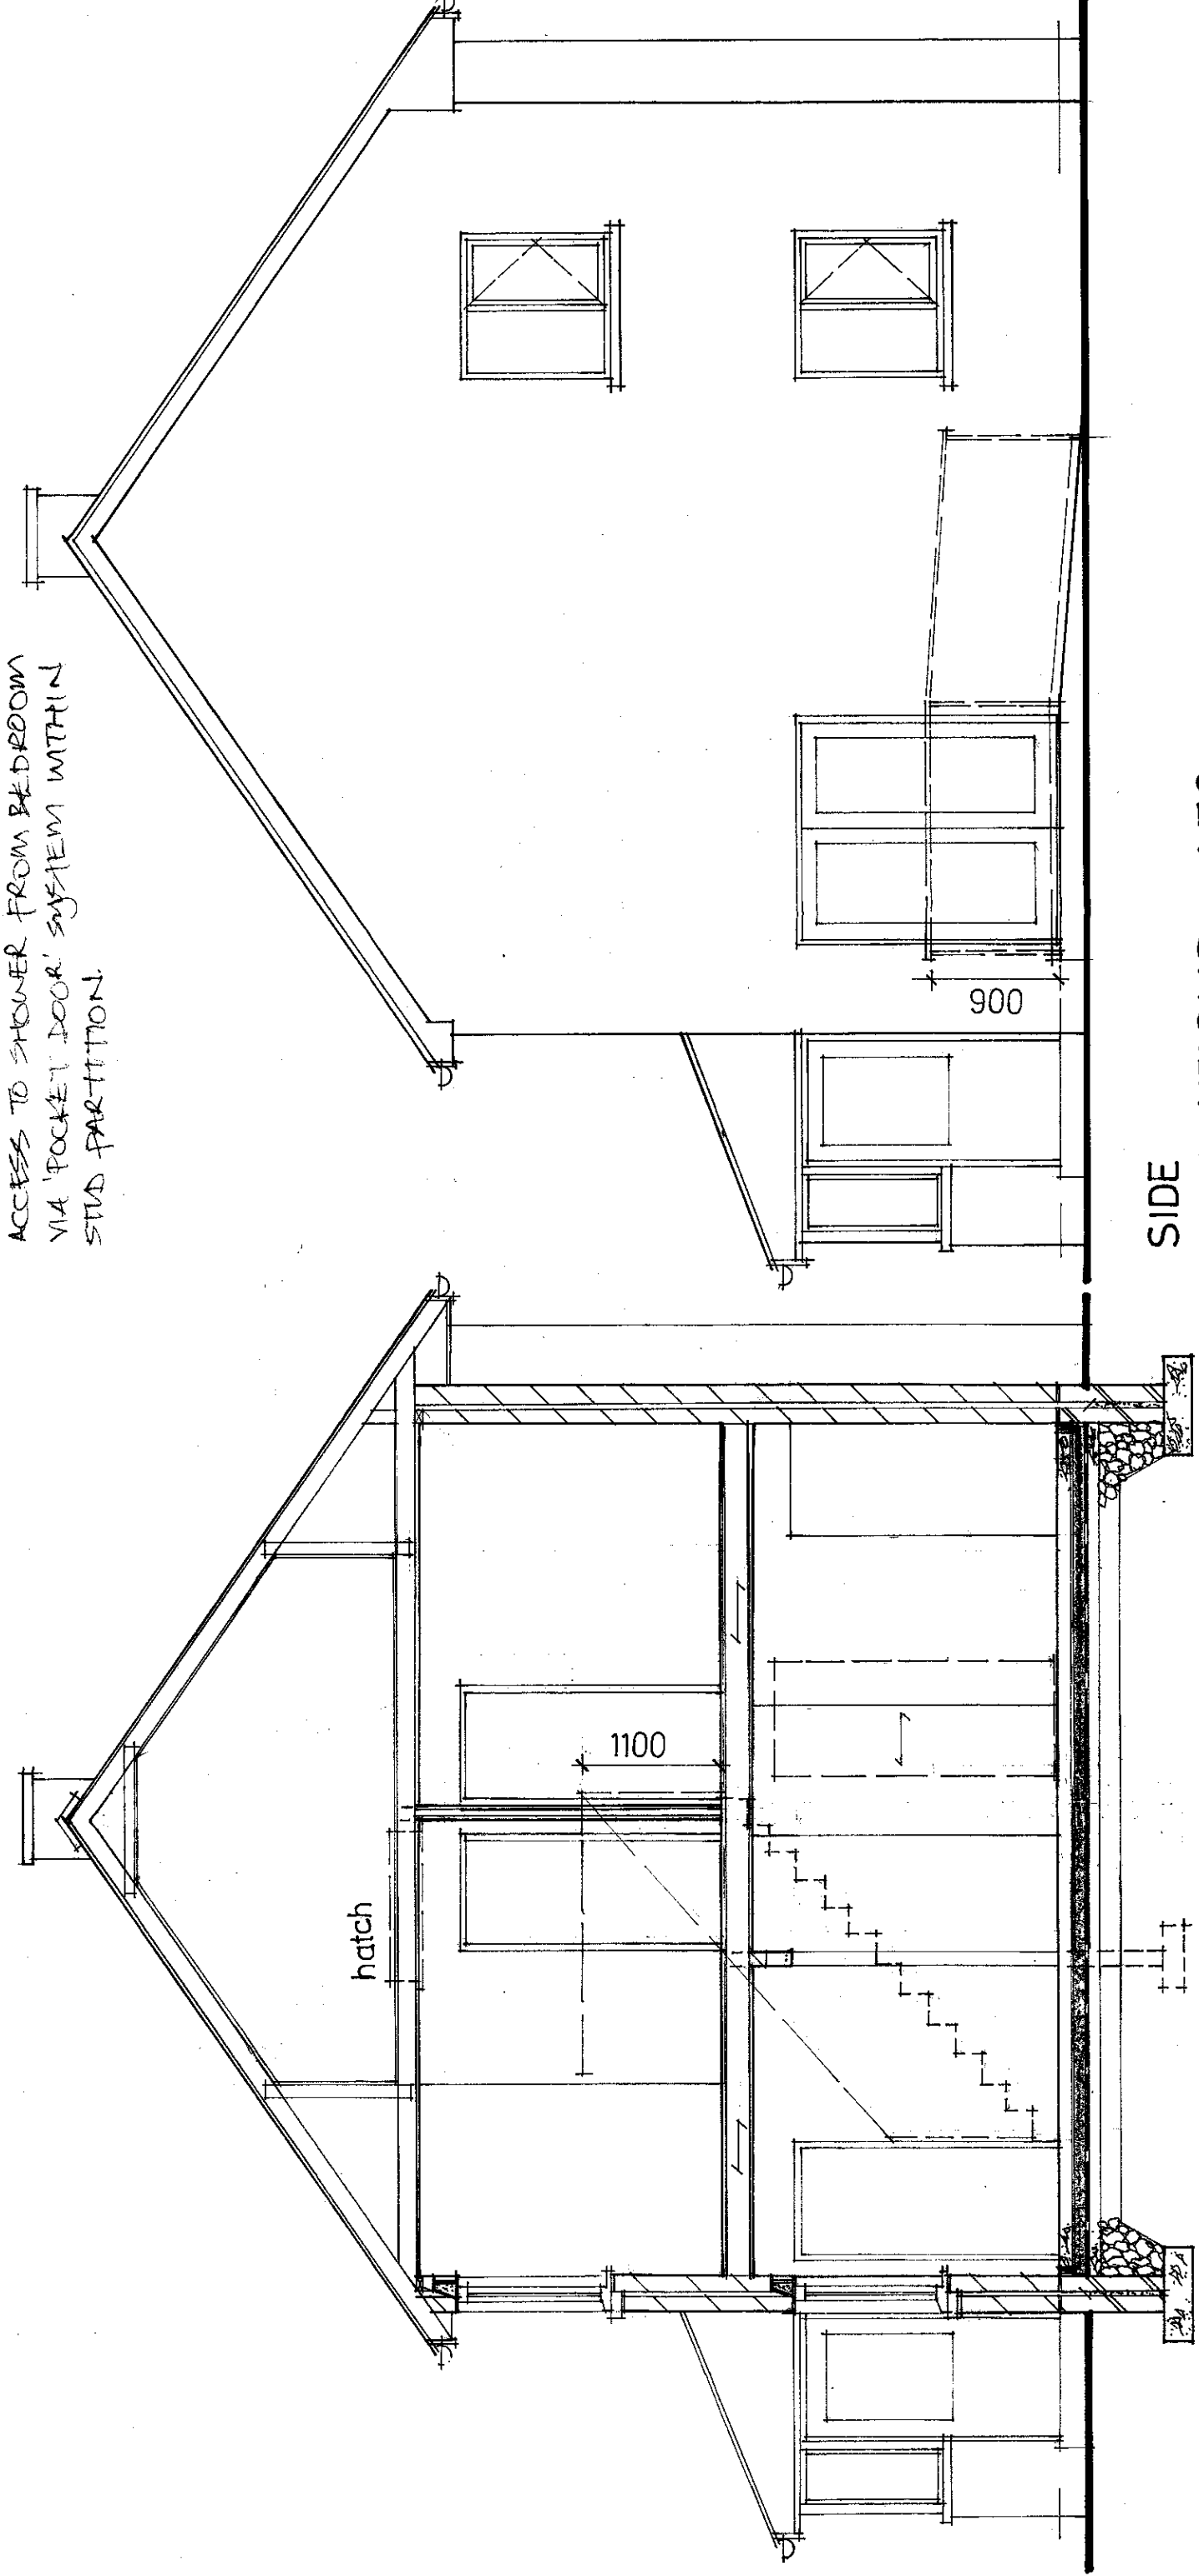 ACCESS TO SHOWER FROM BEDROOM
VIA 'POCKET DOOR' SYSTEM WITHIN
STUD PARTITION.
hatch
1100
900
SIDE